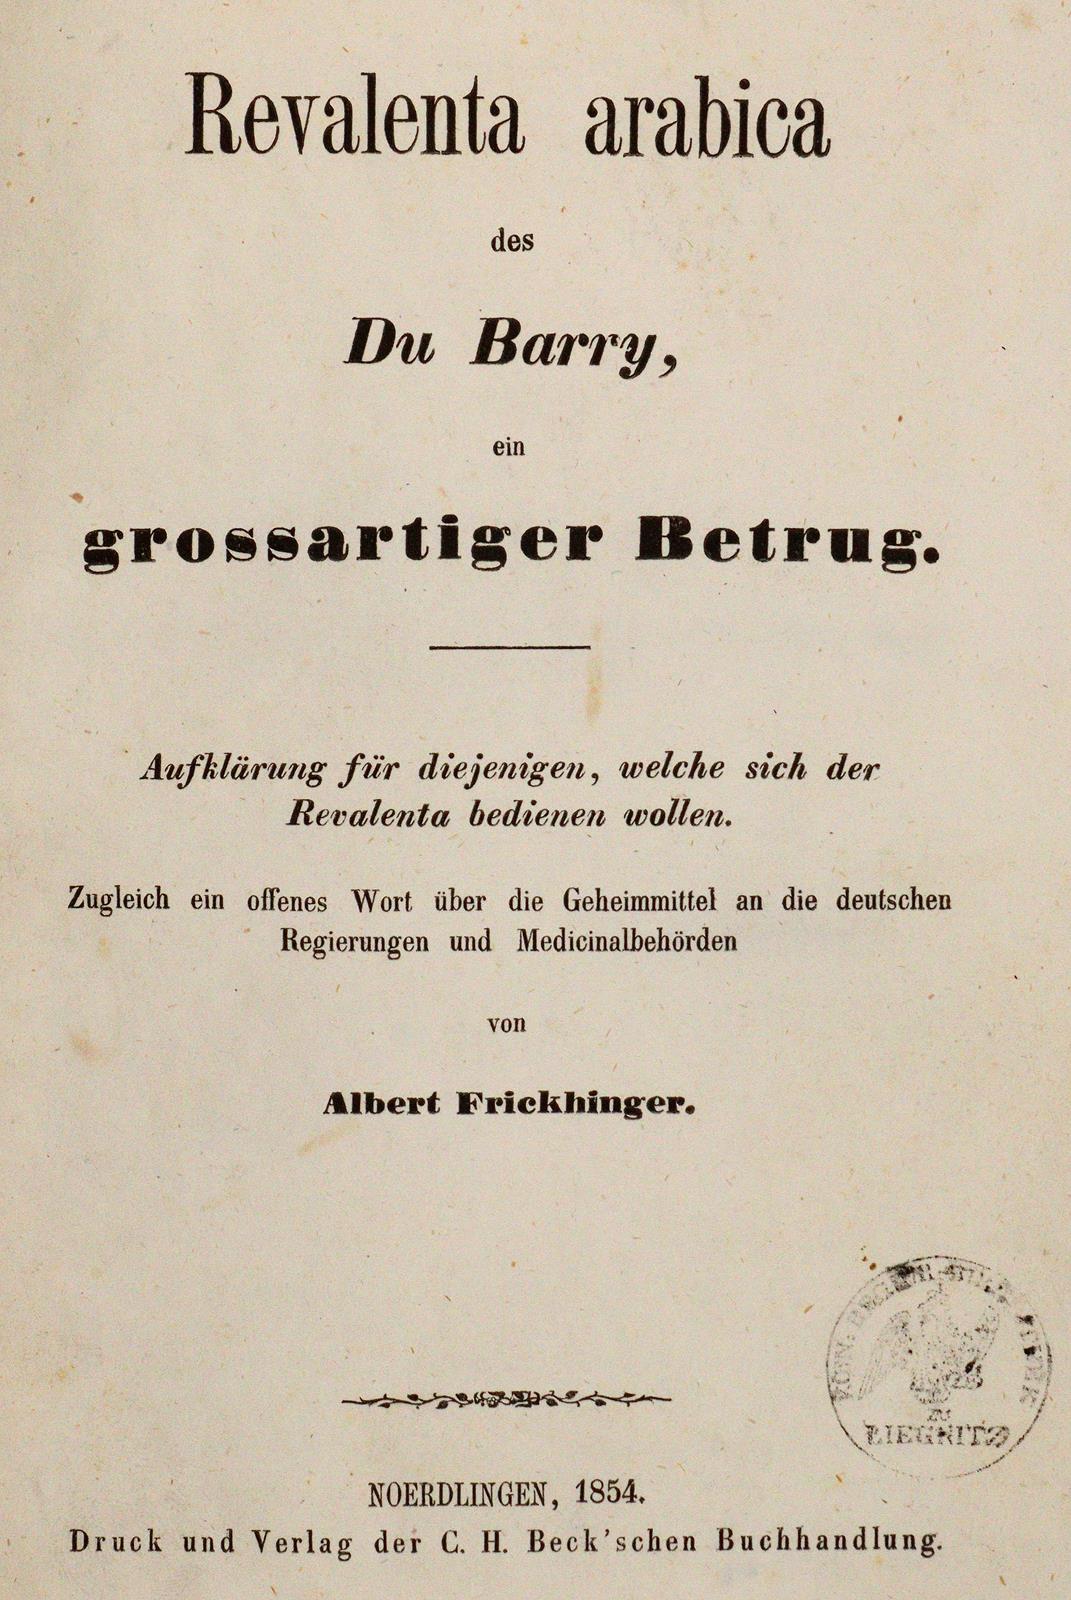 Revalenta arabica
des
Du Barry,
ein
grossartiger Betrug.
Aufklärung für diejenigen, welche sich der
Revalenta bedienen wollen.
Zugleich ein offenes Wort über die Geheimmittel an die deutschen
Regierungen und Medicinalbehörden
von
Albert Frickhinger.
ZU
LIEGNITZ
NOERDLINGEN, 1854.
Druck und Verlag der C. H. Beck'schen Buchhandlung.